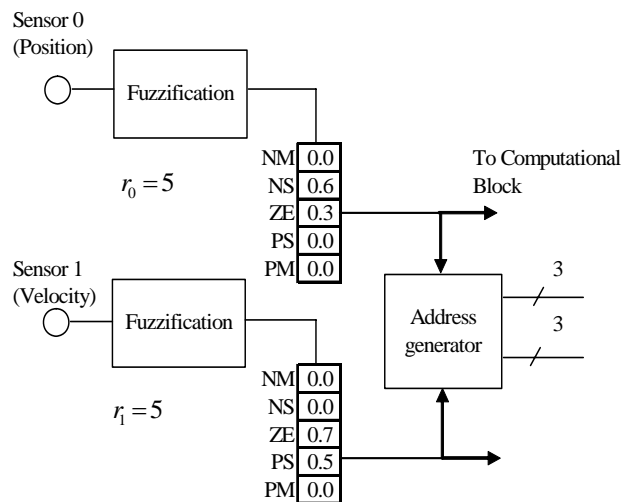 Sensor 0
(Position)
Fuzzification
r₀ = 5
NM 0.0
NS 0.6
ZE 0.3
PS 0.0
PM 0.0
To Computational
Block
Sensor 1
(Velocity)
Fuzzification
r₁ = 5
NM 0.0
NS 0.0
ZE 0.7
PS 0.5
PM 0.0
Address
generator
3
3